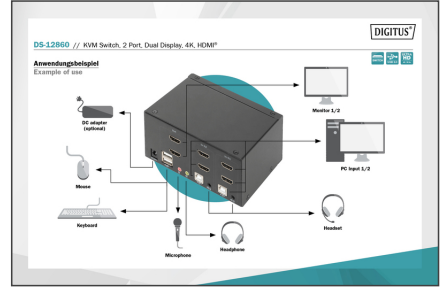 DIGITUS®
DS-12860 // KVM Switch, 2 Port, Dual Display, 4K, HDMI®
Anwendungsbeispiel
Example of use
Monitor 1/2
DC adapter
(optional)
PC input 1/2
Mouse
Keyboard
Microphone
Headphone
Headset